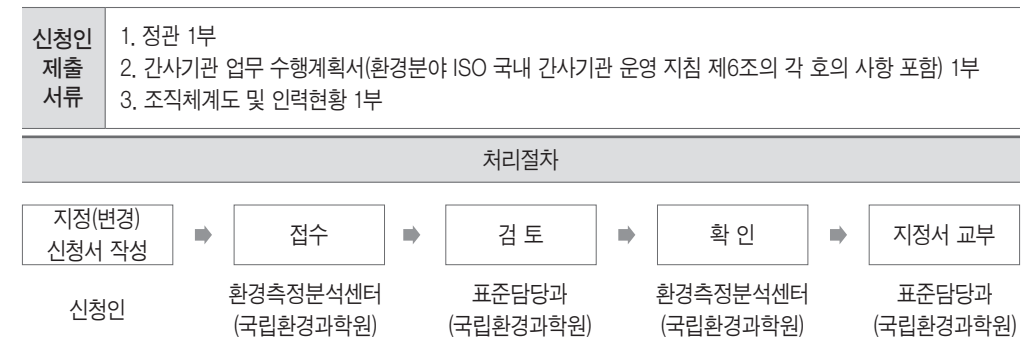 신청인
제출
서류
1. 정관 1부
2. 간사기관 업무 수행계획서(환경분야 ISO 국내 간사기관 운영 지침 제6조의 각 호의 사항 포함) 1부
3. 조직체계도 및 인력현황 1부
처리절차
지정(변경)
신청서 작성
접수
검 토
확 인
지정서 교부
신청인
환경측정분석센터
(국립환경과학원)
표준담당과
(국립환경과학원)
환경측정분석센터
(국립환경과학원)
표준담당과
(국립환경과학원)